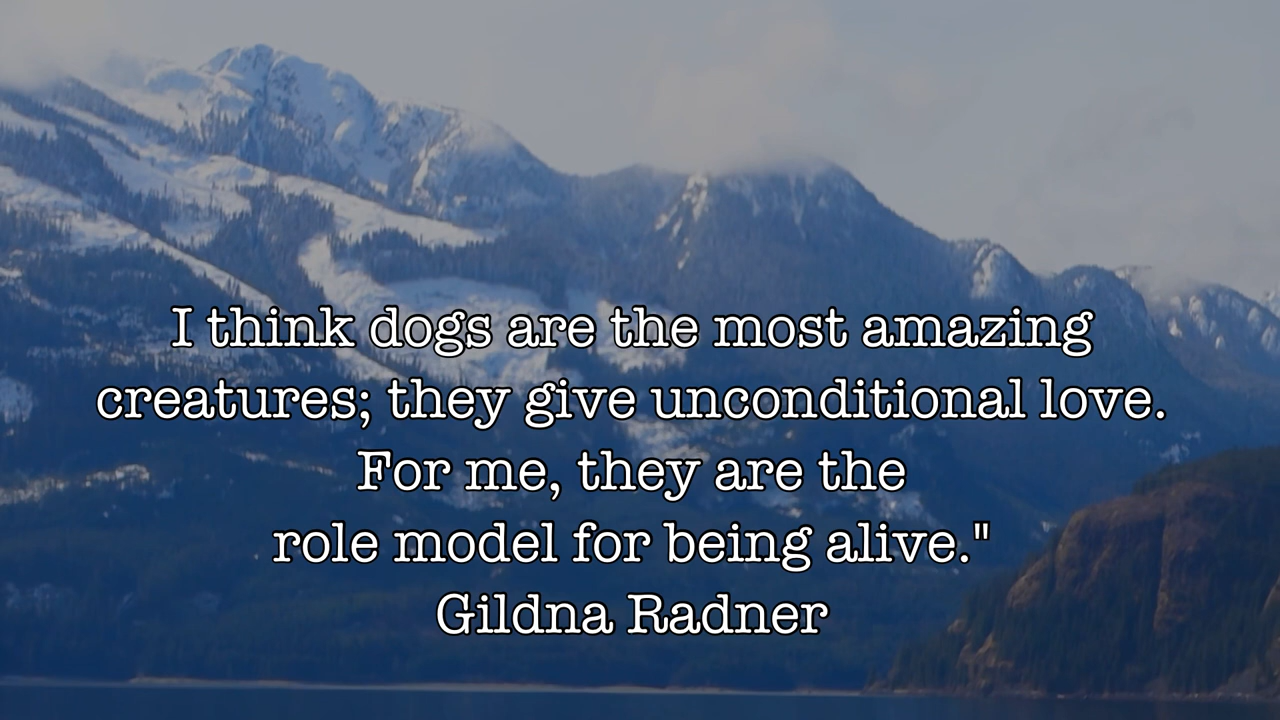 I think dogs are the most amazing
creatures; they give unconditional love.
For me, they are the
role model for being alive."
Gildna Radner